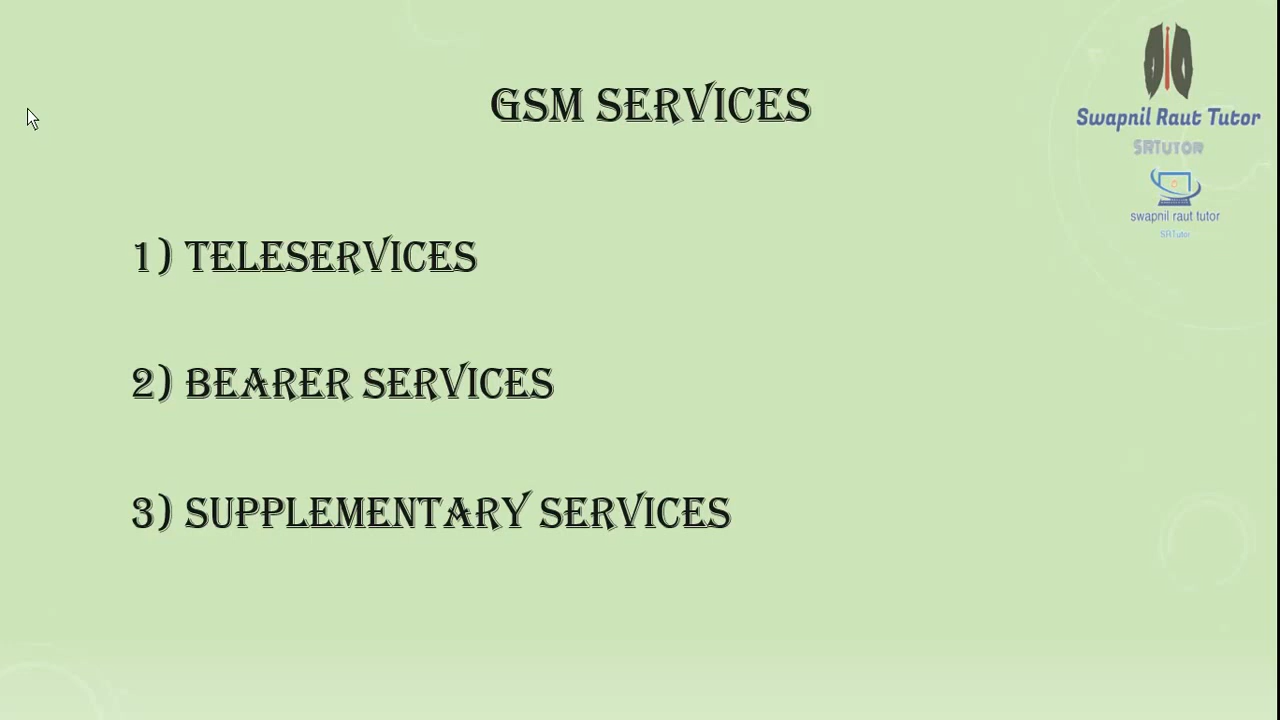 GSM SERVICES
Swapnil Raut Tutor
SRTUTOR
swapnil raut tutor
SRTutor
1) TELESERVICES
2) BEARER SERVICES
3) SUPPLEMENTARY SERVICES